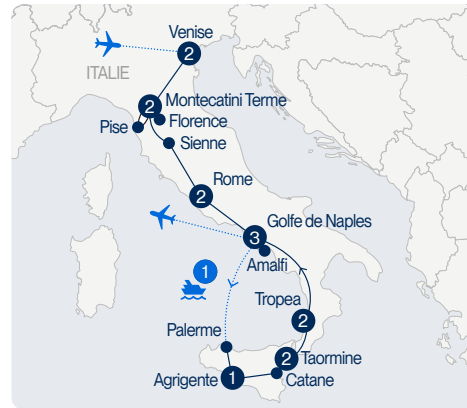 Venise
2
ITALIE
2
Montecatini Terme
Florence
Pise
Sienne
2
Rome
Golfe de Naples
3
Amalfi
1
Tropea
2
Palerme
2
Taormine
Agrigente
1
Catane